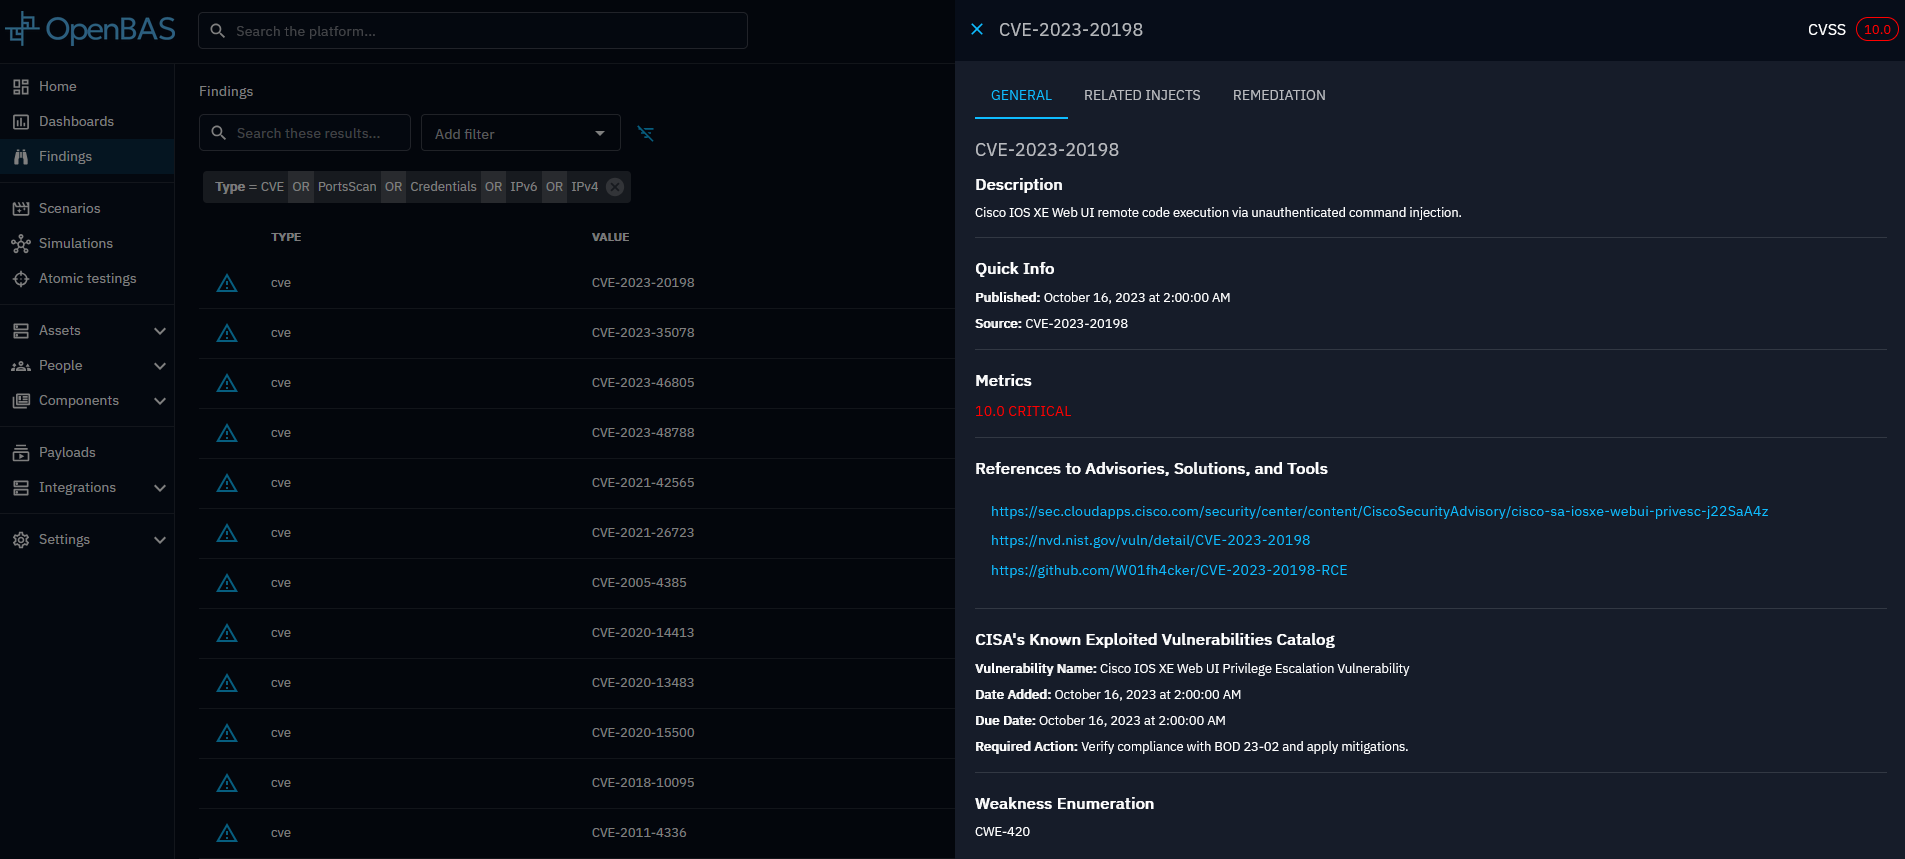 OpenBAS
Search the platform...
Home
Dashboards
Findings
Scenarios
Simulations
Atomic testings
Assets
People
Components
Payloads
Integrations
Settings
Findings
Search these results...
Add filter
Type = CVE OR PortsScan OR Credentials OR IPv6 OR IPv4
TYPE VALUE
cve CVE-2023-20198
cve CVE-2023-35078
cve CVE-2023-46805
cve CVE-2023-48788
cve CVE-2021-42565
cve CVE-2021-26723
cve CVE-2005-4385
cve CVE-2020-14413
cve CVE-2020-13483
cve CVE-2020-15500
cve CVE-2018-10095
cve CVE-2011-4336
CVE-2023-20198 CVSS 10.0
GENERAL RELATED INJECTS REMEDIATION
CVE-2023-20198
Description
Cisco IOS XE Web UI remote code execution via unauthenticated command injection.
Quick Info
Published: October 16, 2023 at 2:00:00 AM
Source: CVE-2023-20198
Metrics
10.0 CRITICAL
References to Advisories, Solutions, and Tools
https://sec.cloudapps.cisco.com/security/center/content/CiscoSecurityAdvisory/cisco-sa-iosxe-webui-privesc-j22SaA4z
https://nvd.nist.gov/vuln/detail/CVE-2023-20198
https://github.com/W01fh4cker/CVE-2023-20198-RCE
CISA's Known Exploited Vulnerabilities Catalog
Vulnerability Name: Cisco IOS XE Web UI Privilege Escalation Vulnerability
Date Added: October 16, 2023 at 2:00:00 AM
Due Date: October 16, 2023 at 2:00:00 AM
Required Action: Verify compliance with BOD 23-02 and apply mitigations.
Weakness Enumeration
CWE-420